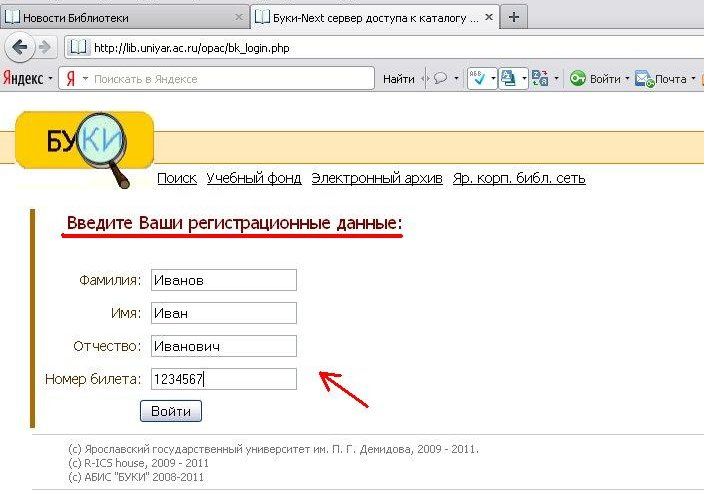 Новости Библиотеки
Буки-Next сервер доступа к каталогу ...
http://lib.uniyar.ac.ru/opac/bk_login.php
Яндекс Я Поискать в Яндексе Найти Войти Почта
БУКИ
Поиск Учебный фонд Электронный архив Яр. корп. библ. сеть
Введите Ваши регистрационные данные:
Фамилия: Иванов
Имя: Иван
Отчество: Иванович
Номер билета: 1234567
Войти
(c) Ярославский государственный университет им. П. Г. Демидова, 2009 - 2011.
(c) R-ICS house, 2009 - 2011
(c) АБИС "БУКИ" 2008-2011